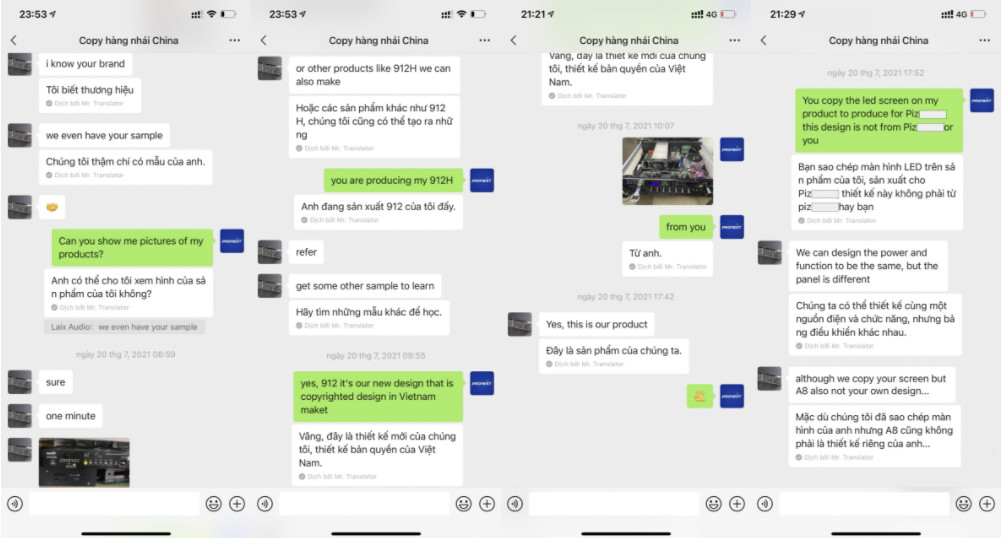 23:53
Copy hàng nhái China
i know your brand
Tôi biết thương hiệu
Dịch bởi Mr. Translator
we even have your sample
Chúng tôi thậm chí có mẫu của anh.
Dịch bởi Mr. Translator
Can you show me pictures of my
products?
Anh có thể cho tôi xem hình của sả
n phẩm của tôi không?
Dịch bởi Mr. Translator
Laix Audio: we even have your sample
ngày 20 thg 7, 2021 08:59
sure
one minute
23:53
Copy hàng nhái China
or other products like 912H we can
also make
Hoặc các sản phẩm khác như 912
H, chúng tôi cũng có thể tạo ra nhữ
ng
Dịch bởi Mr. Translator
you are producing my 912H
Anh đang sản xuất 912 của tôi đấy.
Dịch bởi Mr. Translator
refer
get some other sample to learn
Hãy tìm những mẫu khác để học.
Dịch bởi Mr. Translator
ngày 20 thg 7, 2021 09:55
yes, 912 it's our new design that is
copyrighted design in Vietnam
maket
Vâng, đây là thiết kế mới của chúng
tôi, thiết kế bản quyền của Việt
Nam.
Dịch bởi Mr. Translator
21:21
4G
Copy hàng nhái China
Vâng, đây là thiết kế mới của chúng
tôi, thiết kế bản quyền của Việt
Nam.
Dịch bởi Mr. Translator
ngày 20 thg 7, 2021 10:07
from you
Từ anh.
Dịch bởi Mr. Translator
ngày 20 thg 7, 2021 17:42
Yes, this is our product
Đây là sản phẩm của chúng ta.
Dịch bởi Mr. Translator
21:29
4G
Copy hàng nhái China
ngày 20 thg 7, 2021 17:52
You copy the led screen on my
product to produce for Piz
this design is not from Piz or
you
Bạn sao chép màn hình LED trên sả
n phẩm của tôi, sản xuất cho
Piz thiết kế này không phải từ
piz hay bạn
Dịch bởi Mr. Translator
We can design the power and
function to be the same, but the
panel is different
Chúng ta có thể thiết kế cùng một
nguồn điện và chức năng, nhưng bả
ng điều khiển khác nhau.
Dịch bởi Mr. Translator
although we copy your screen but
A8 also not your own design...
Mặc dù chúng tôi đã sao chép màn
hình của anh nhưng A8 cũng không
phải là thiết kế riêng của anh...
Dịch bởi Mr. Translator